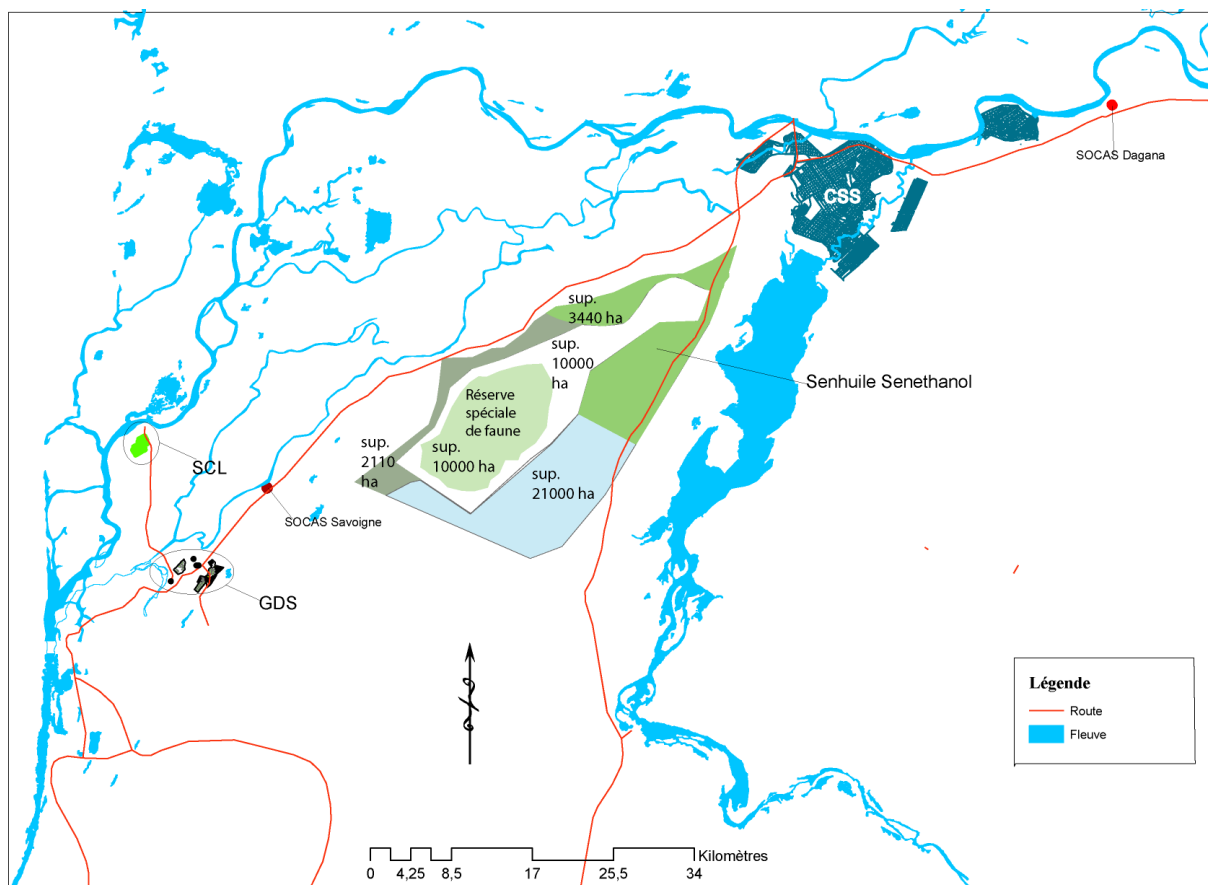 SOCAS Dagana
CSS
sup.
3440 ha
sup.
10000
ha
Senhuile Senethanol
Réserve
spéciale
de faune
sup.
2110
ha
sup.
10000 ha
sup.
21000 ha
SCL
SOCAS Savoigne
GDS
Légende
Route
Fleuve
Kilomètres
0 4,25 8,5 17 25,5 34